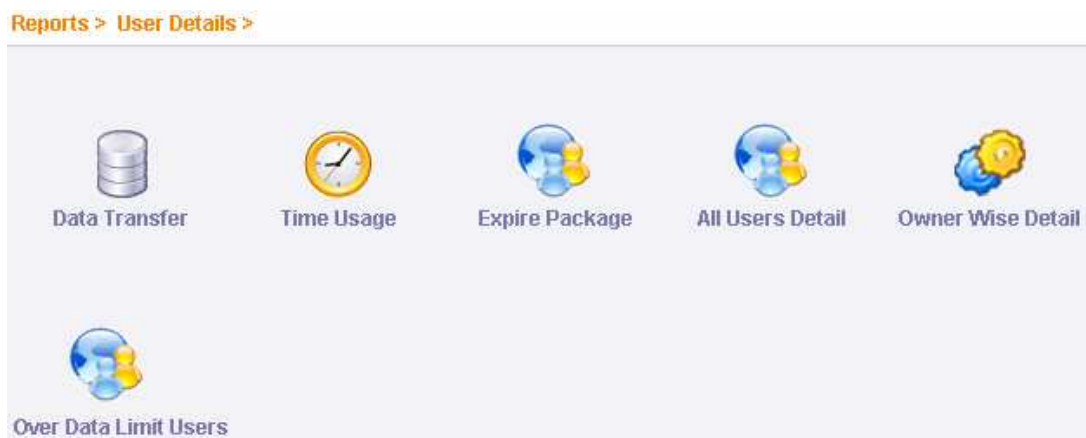 Reports > User Details >
Data Transfer
Time Usage
Expire Package
All Users Detail
Owner Wise Detail
Over Data Limit Users